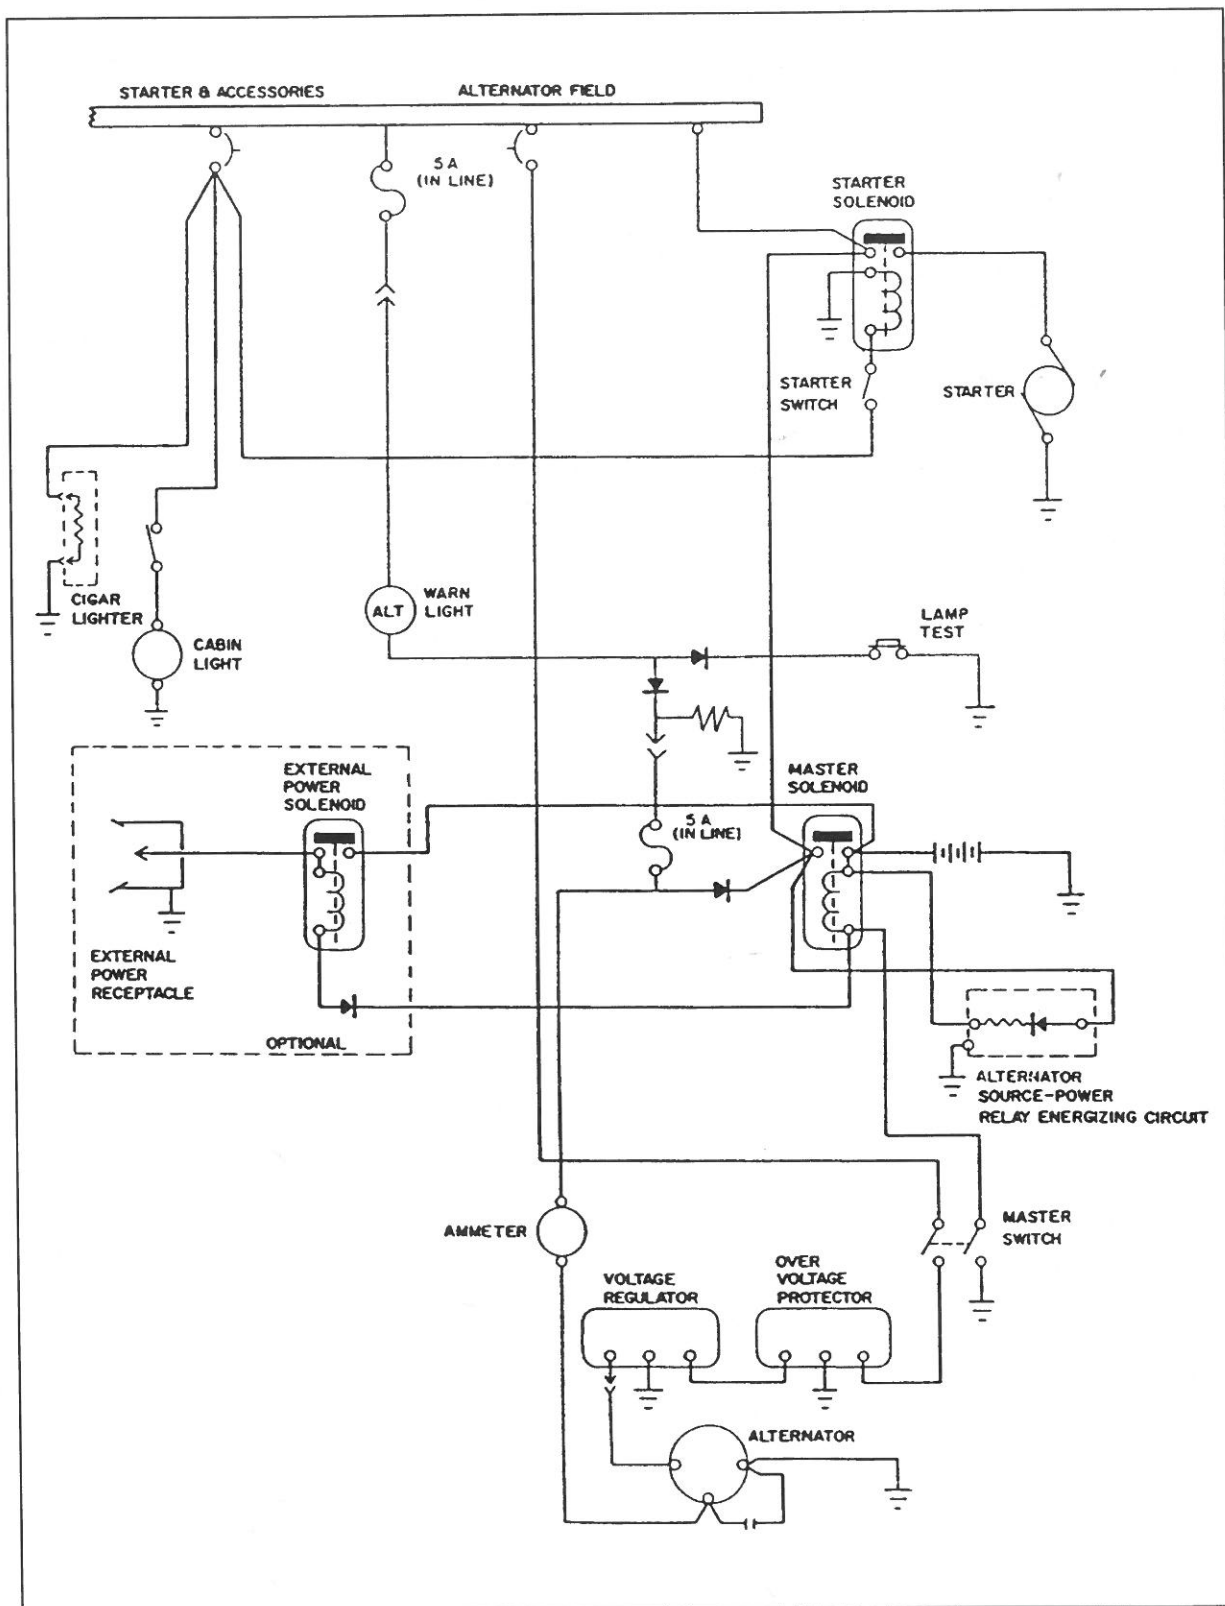 STARTER & ACCESSORIES
ALTERNATOR FIELD
5 A
(IN LINE)
STARTER
SOLENOID
STARTER
SWITCH
STARTER
CIGAR
LIGHTER
CABIN
LIGHT
ALT
WARN
LIGHT
LAMP
TEST
EXTERNAL
POWER
SOLENOID
MASTER
SOLENOID
5 A
(IN LINE)
EXTERNAL
POWER
RECEPTACLE
OPTIONAL
ALTERNATOR
SOURCE-POWER
RELAY ENERGIZING CIRCUIT
AMMETER
MASTER
SWITCH
VOLTAGE
REGULATOR
OVER
VOLTAGE
PROTECTOR
ALTERNATOR